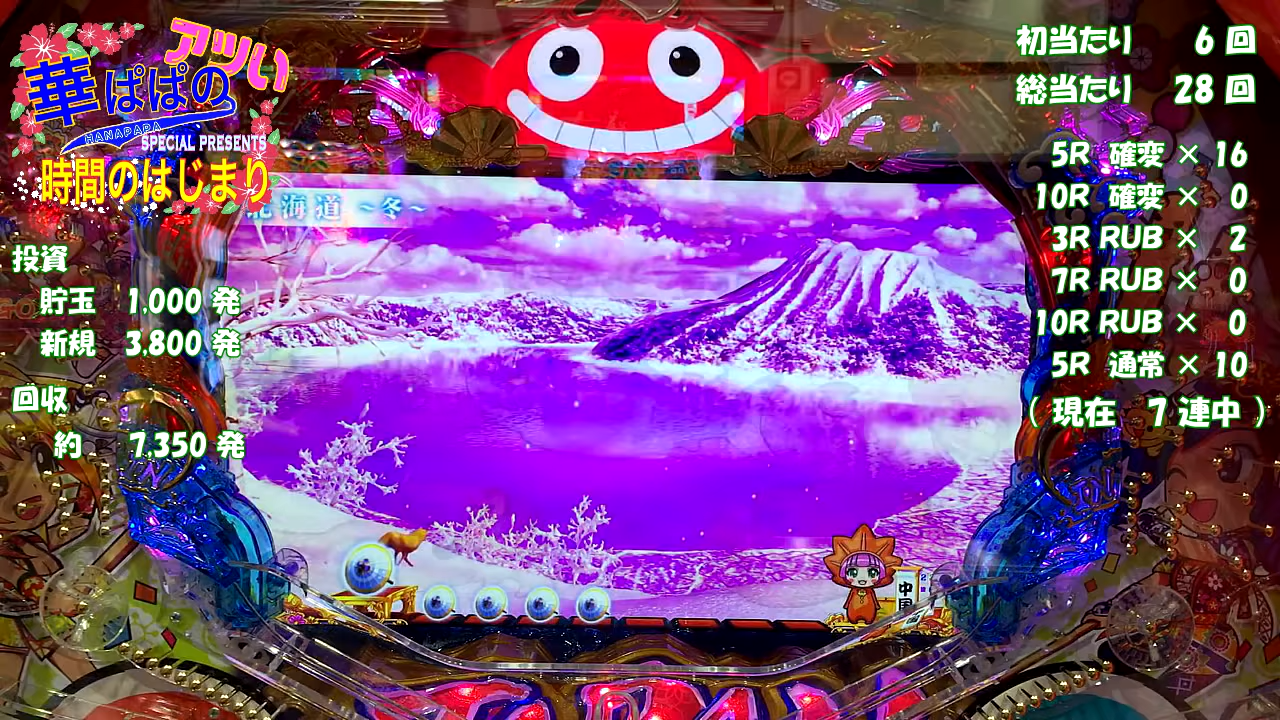 アツい
華ぱぱの
HANAPAPA
SPECIAL PRESENTS
時間のはじまり
投資
貯玉 1,000 発
新規 3,800 発
回収
約 7,350 発
北海道 ～冬～
中国
初当たり 6 回
総当たり 28 回
5R 確変 × 16
10R 確変 × 0
3R RUB × 2
7R RUB × 0
10R RUB × 0
5R 通常 × 10
( 現在 7 連中 )